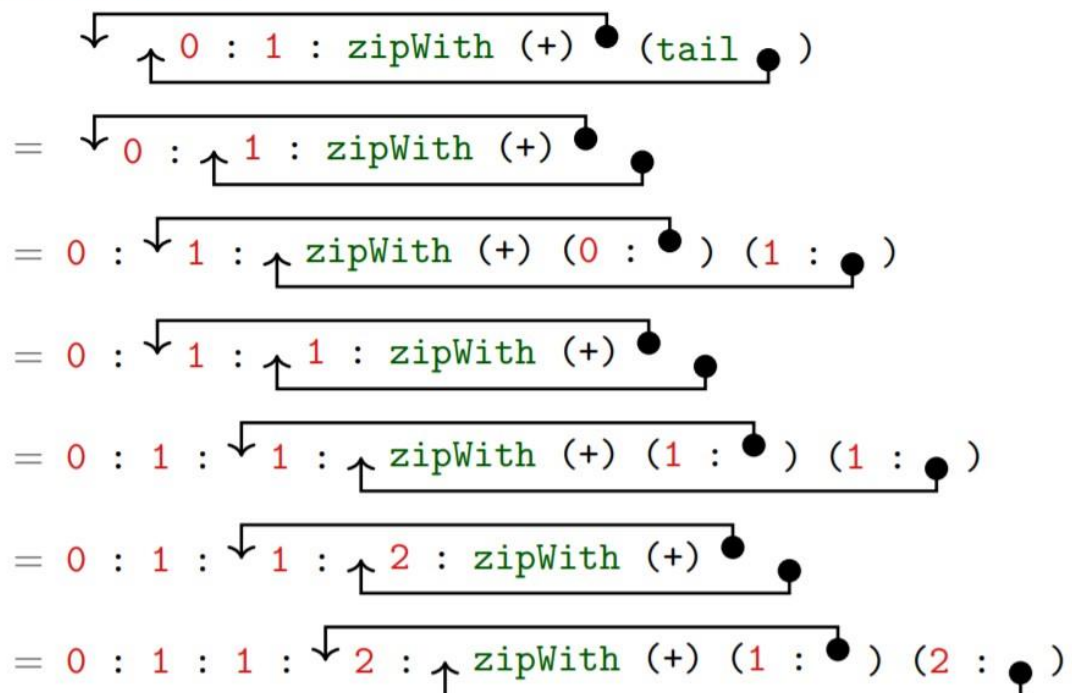 0 : 1 : zipWith (+) (tail )
= 0 : 1 : zipWith (+)
= 0 : 1 : zipWith (+) (0 : ) (1 : )
= 0 : 1 : 1 : zipWith (+)
= 0 : 1 : 1 : zipWith (+) (1 : ) (1 : )
= 0 : 1 : 1 : 2 : zipWith (+)
= 0 : 1 : 1 : 2 : zipWith (+) (1 : ) (2 : )